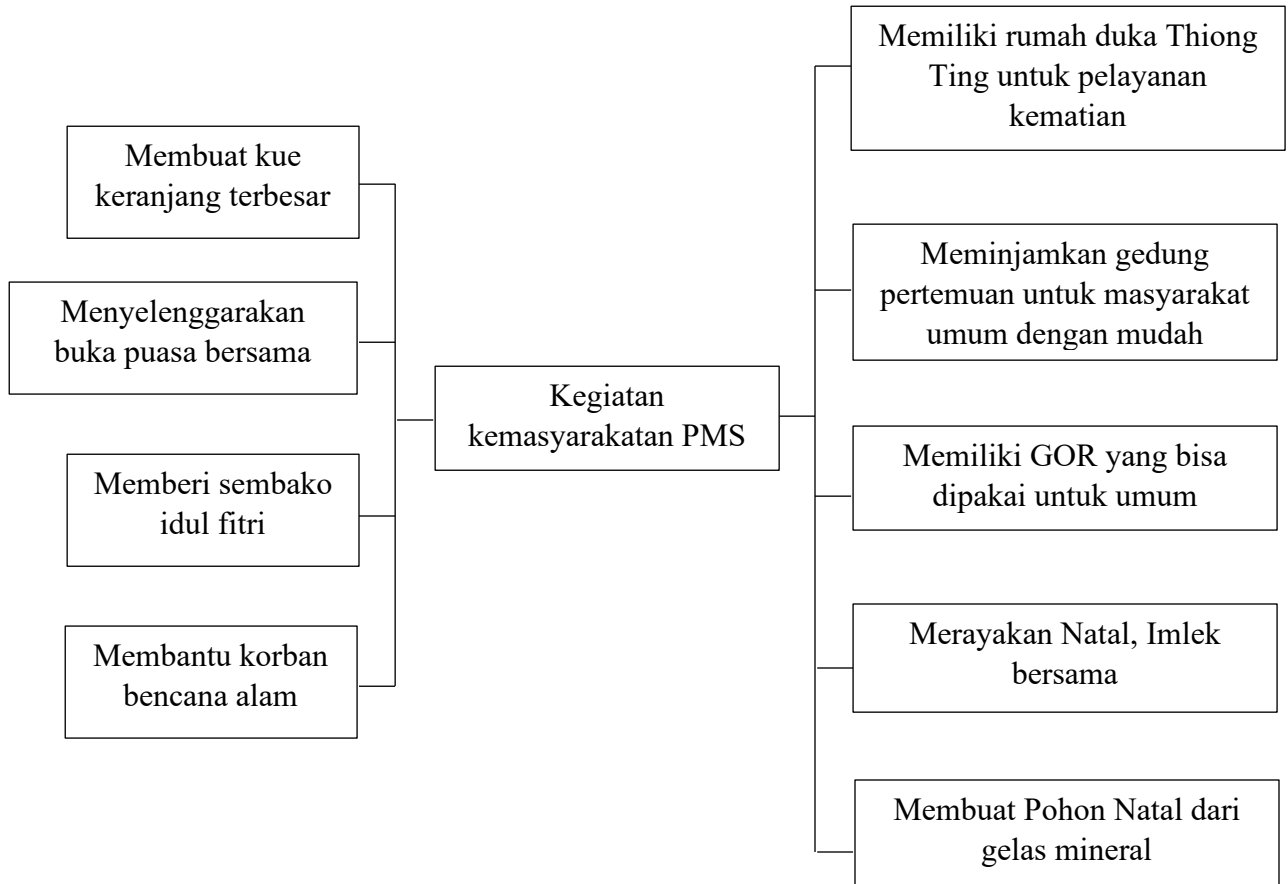 Membuat kue
keranjang terbesar
Menyelenggarakan
buka puasa bersama
Memberi sembako
idul fitri
Membantu korban
bencana alam
Kegiatan
kemasyarakatan PMS
Memiliki rumah duka Thiong
Ting untuk pelayanan
kematian
Meminjamkan gedung
pertemuan untuk masyarakat
umum dengan mudah
Memiliki GOR yang bisa
dipakai untuk umum
Merayakan Natal, Imlek
bersama
Membuat Pohon Natal dari
gelas mineral